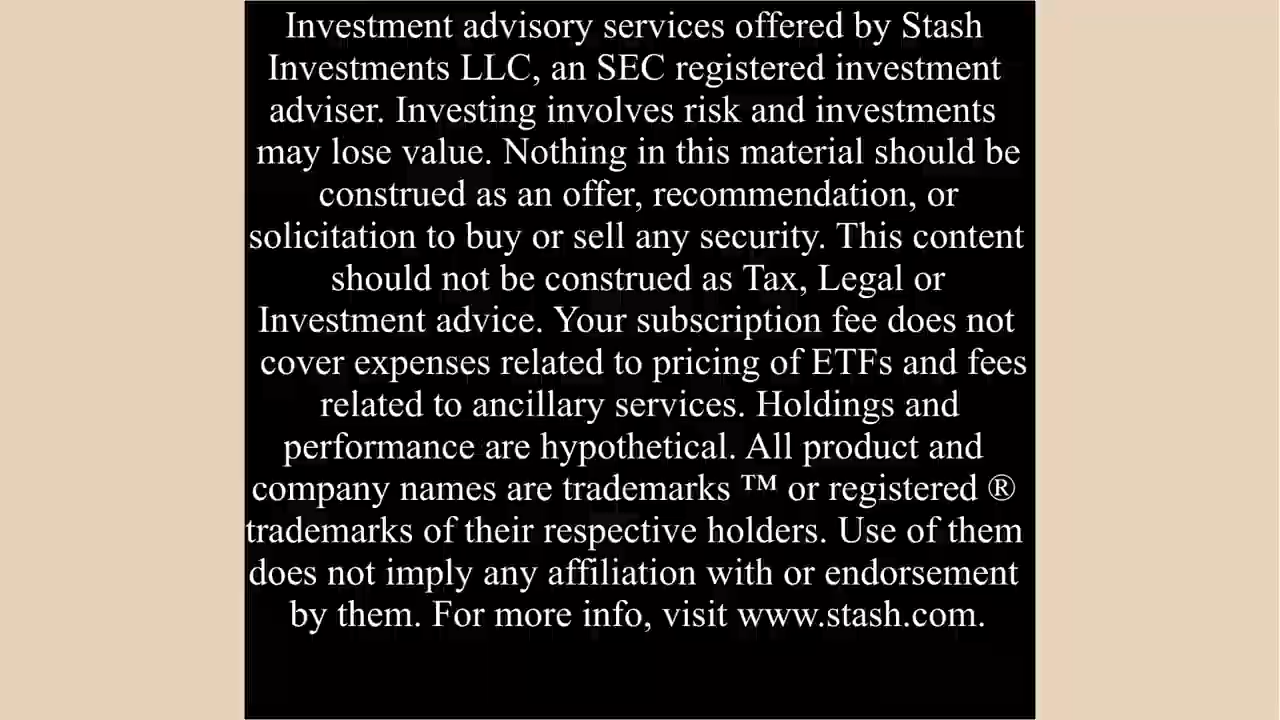 Investment advisory services offered by Stash
Investments LLC, an SEC registered investment
adviser. Investing involves risk and investments
may lose value. Nothing in this material should be
construed as an offer, recommendation, or
solicitation to buy or sell any security. This content
should not be construed as Tax, Legal or
Investment advice. Your subscription fee does not
cover expenses related to pricing of ETFs and fees
related to ancillary services. Holdings and
performance are hypothetical. All product and
company names are trademarks ™ or registered ®
trademarks of their respective holders. Use of them
does not imply any affiliation with or endorsement
by them. For more info, visit www.stash.com.